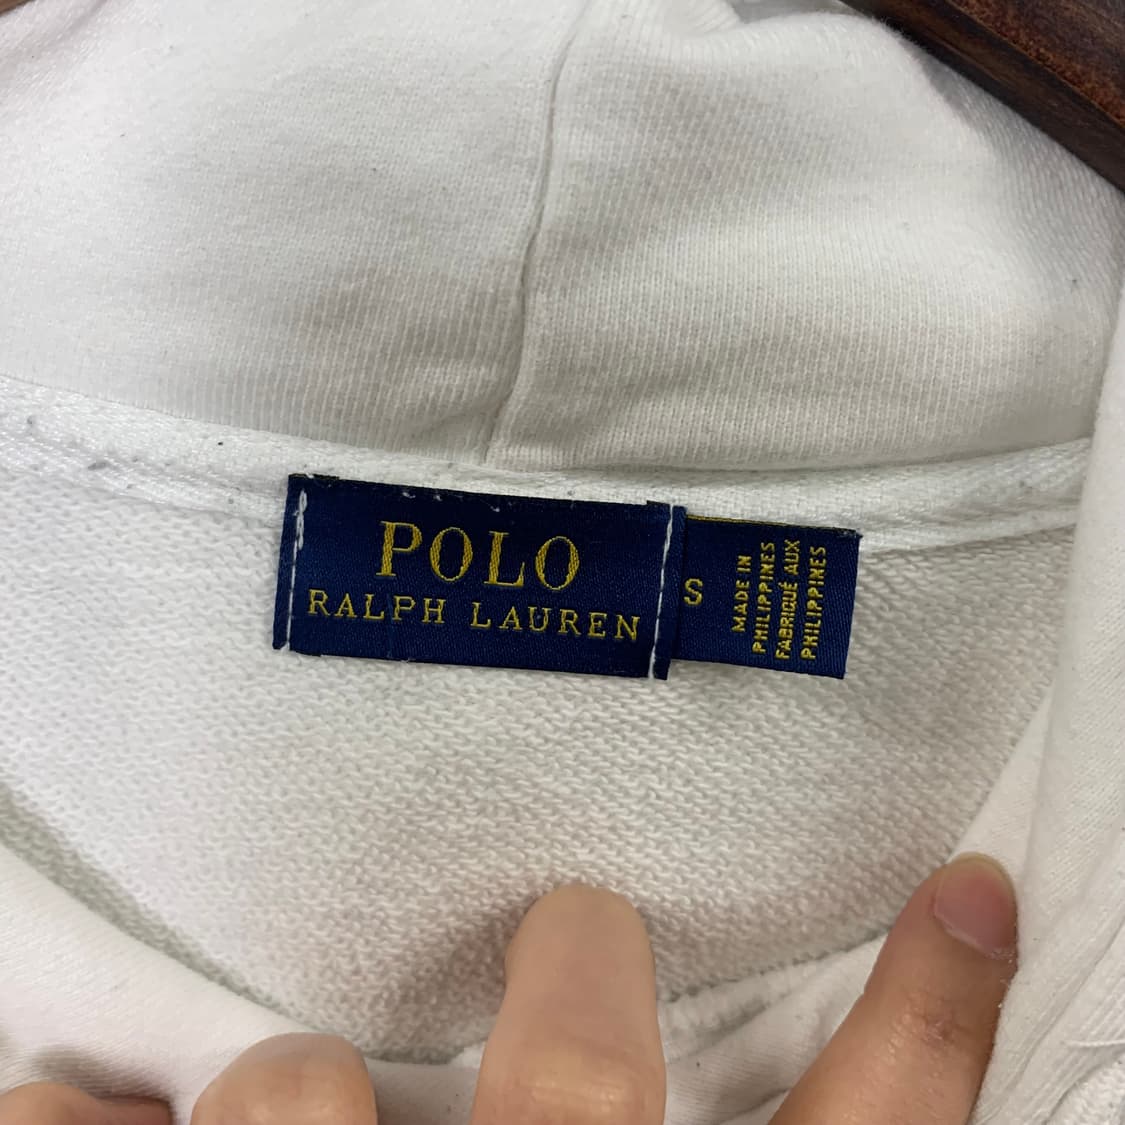 POLO
RALPH LAUREN
S
MADE IN
PHILIPPINES
FABRIQUÉ AUX
PHILIPPINES